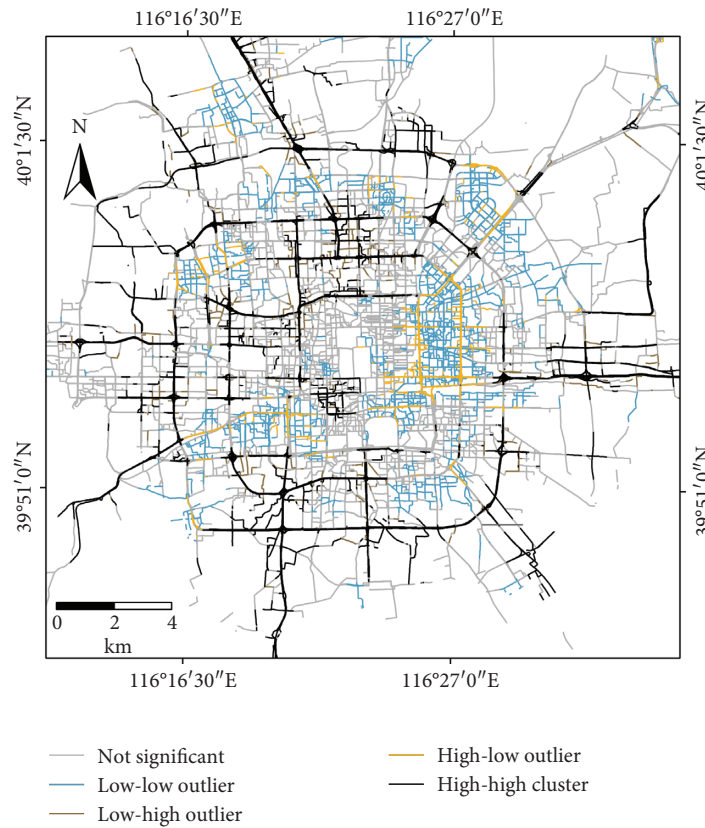 116°16′30″E 116°27′0″E
40°1′30″N
40°1′30″N
N
39°51′0″N
39°51′0″N
0 2 4
km
116°16′30″E 116°27′0″E
Not significant
Low-low outlier
Low-high outlier
High-low outlier
High-high cluster